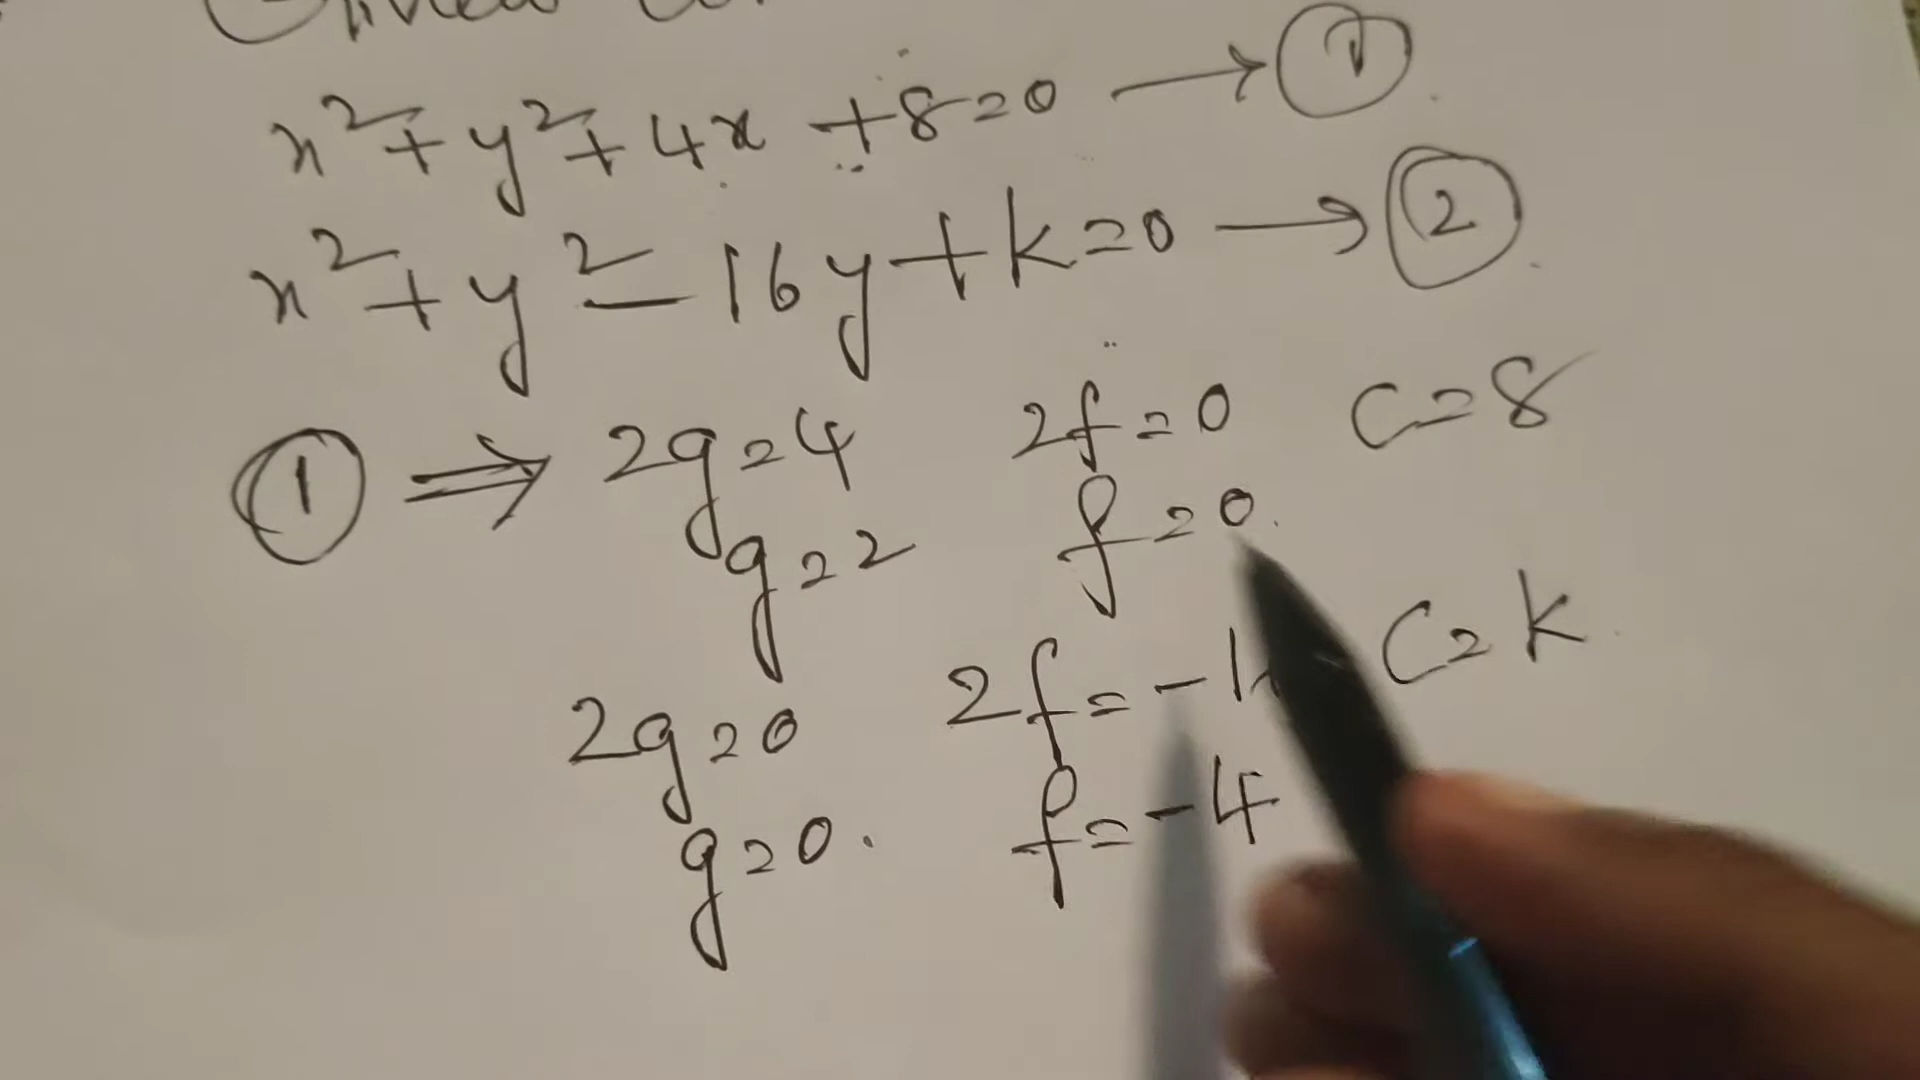 x² + y² + 4x + 8 = 0 → ①
x² + y² - 16y + k = 0 → ②
① ⇒ 2g = 4 2f = 0 c = 8
g = 2 f = 0.
2g = 0 2f = -1 C = k.
g = 0. f = -4